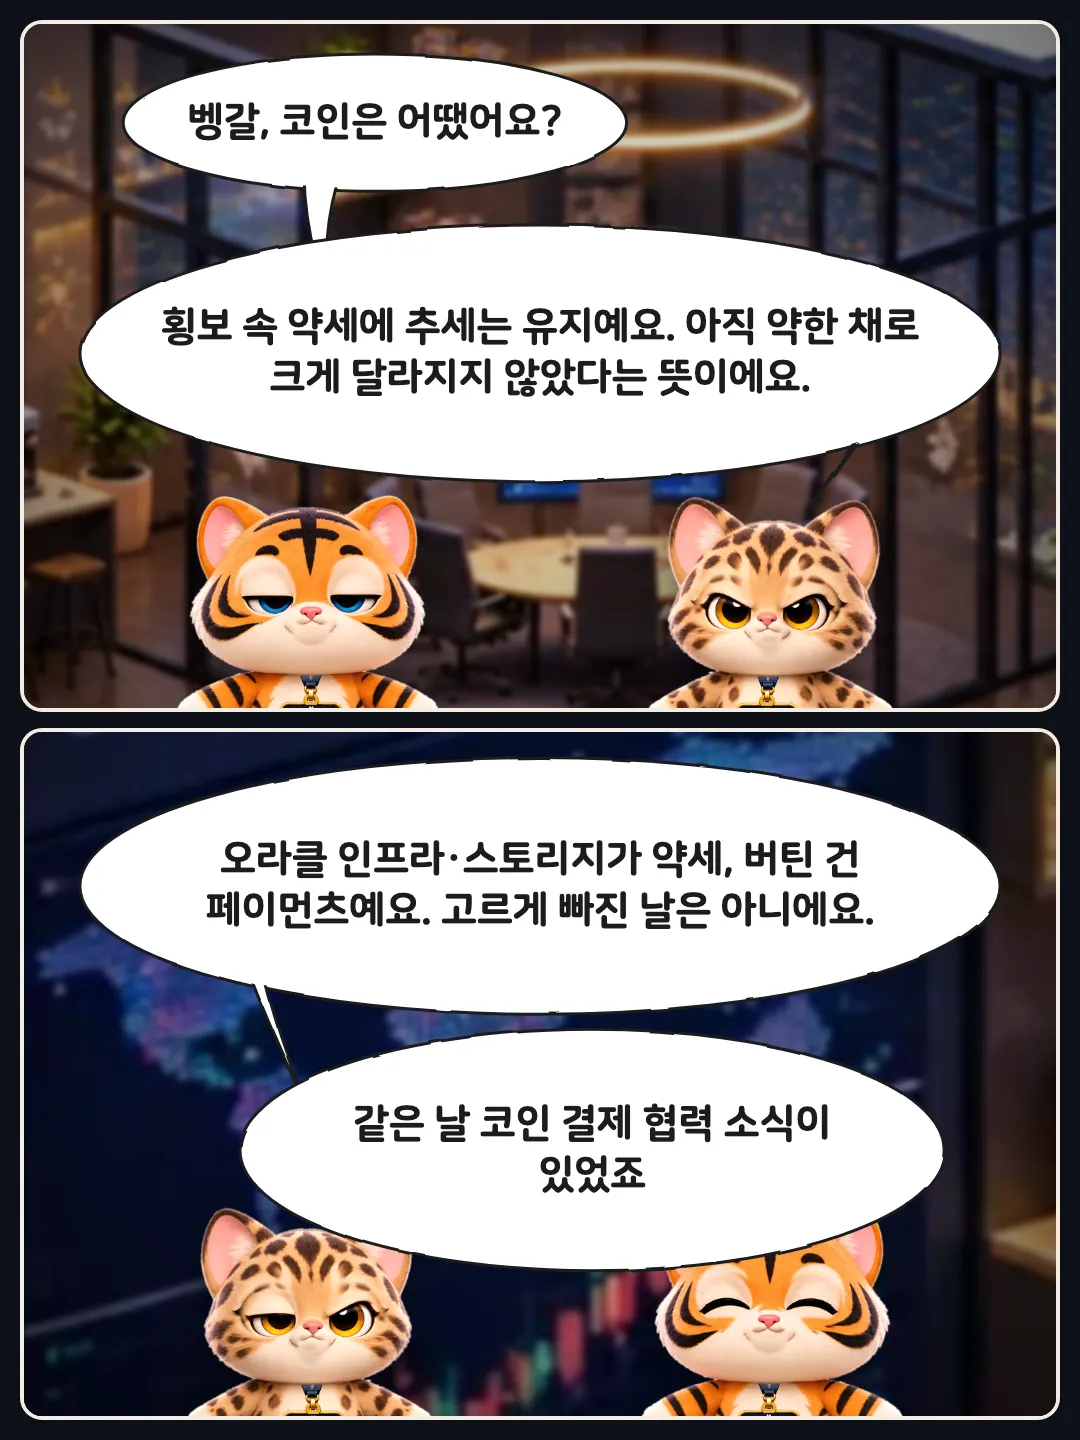 벵갈, 코인은 어땠어요?
횡보 속 약세에 추세는 유지예요. 아직 약한 채로
크게 달라지지 않았다는 뜻이에요.
오라클 인프라·스토리지가 약세, 버틴 건
페이먼츠예요. 고르게 빠진 날은 아니에요.
같은 날 코인 결제 협력 소식이
있었죠